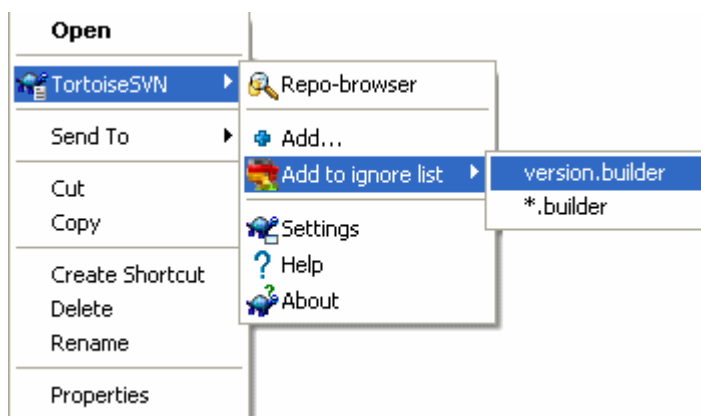 Open
TortoiseSVN
Send To
Cut
Copy
Create Shortcut
Delete
Rename
Properties
Repo-browser
Add...
Add to ignore list
Settings
? Help
About
version.builder
*.builder